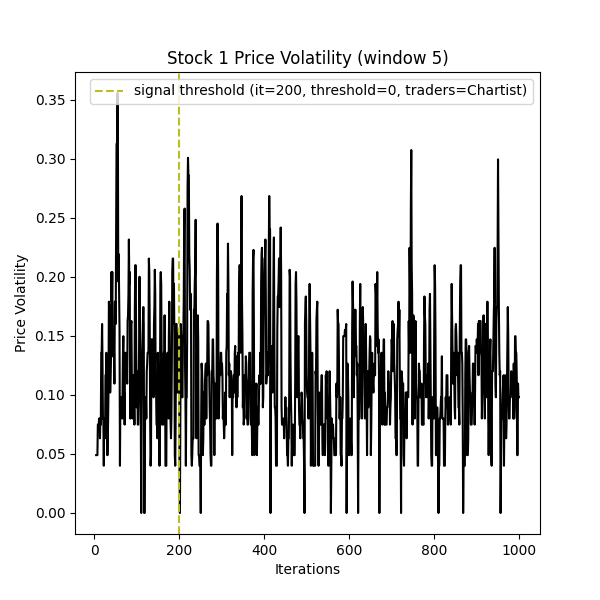 Stock 1 Price Volatility (window 5)
signal threshold (it=200, threshold=0, traders=Chartist)
0.35
0.30
0.25
0.20
0.15
0.10
0.05
0.00
Price Volatility
0 200 400 600 800 1000
Iterations